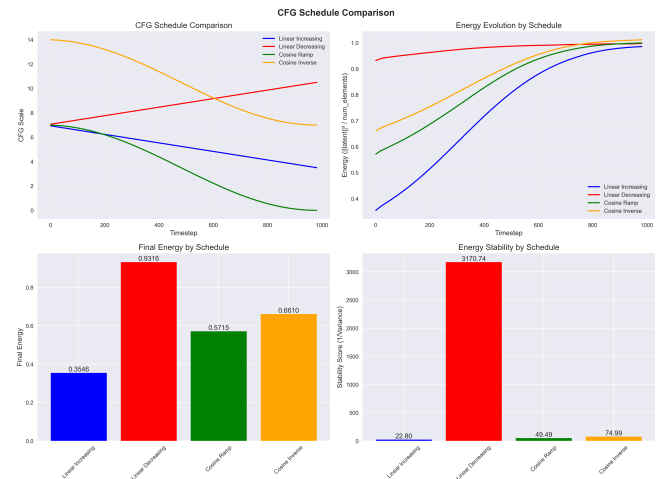 CFG Schedule Comparison
CFG Schedule Comparison
CFG Scale
14
12
10
8
6
4
2
0
0
200
400
600
800
1000
Timestep
Linear Increasing
Linear Decreasing
Cosine Ramp
Cosine Inverse
Energy Evolution by Schedule
Energy (||latent||² / num_elements)
1.0
0.9
0.8
0.7
0.6
0.5
0.4
0
200
400
600
800
1000
Timestep
Linear Increasing
Linear Decreasing
Cosine Ramp
Cosine Inverse
Final Energy by Schedule
Final Energy
0.8
0.6
0.4
0.2
0.0
0.3546
0.9316
0.5715
0.6610
Linear Increasing
Linear Decreasing
Cosine Ramp
Cosine Inverse
Energy Stability by Schedule
Stability Score (1/Variance)
3000
2500
2000
1500
1000
500
0
22.80
3170.74
49.49
74.99
Linear Increasing
Linear Decreasing
Cosine Ramp
Cosine Inverse